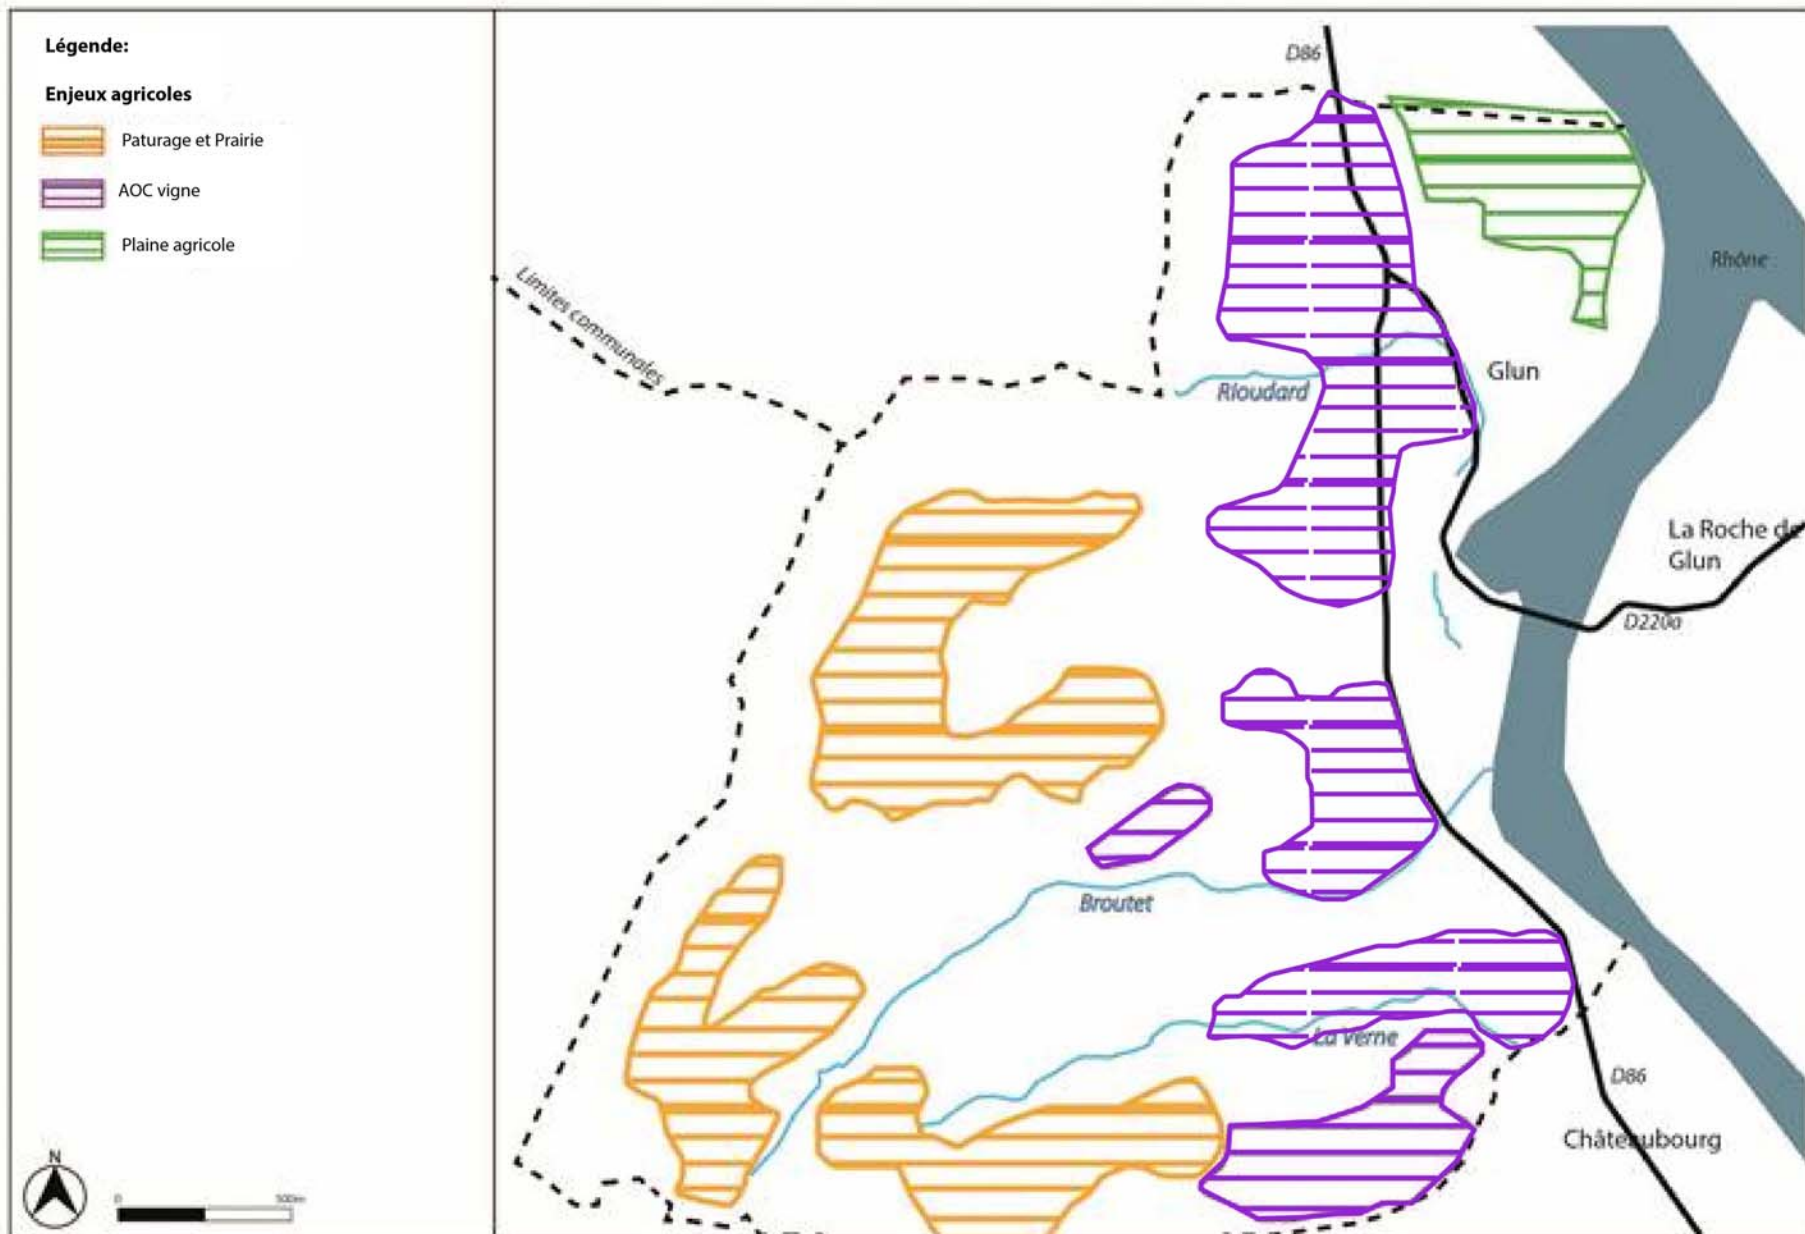 Légende:
Enjeux agricoles
Paturage et Prairie
AOC vigne
Plaine agricole
Limites communales
D86
Rhône
Rioudard
Glun
La Roche de
Glun
D220a
Broutet
La Verne
D86
Châteaubourg
N
0
500m